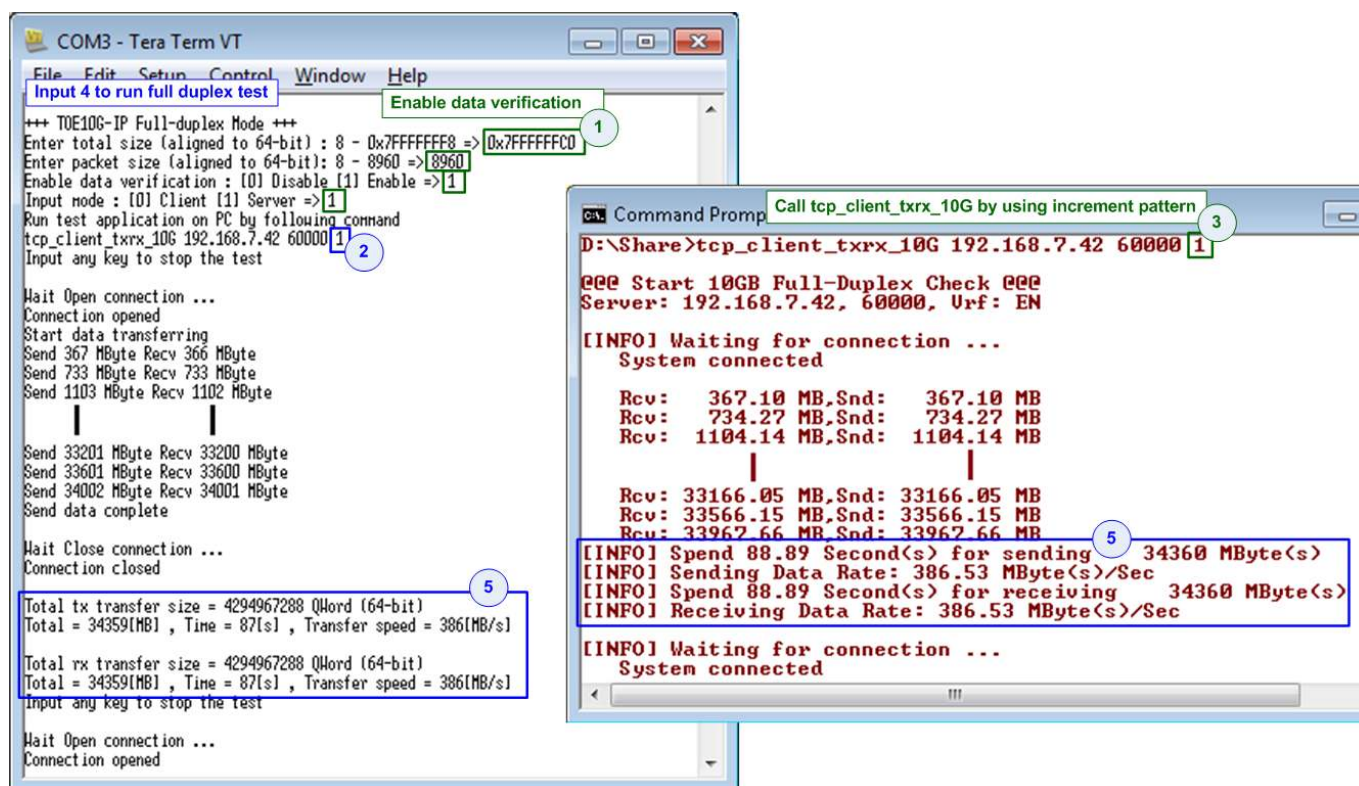 COM3 - Tera Term VT
File Edit Setup Control Window Help
Input 4 to run full duplex test
Enable data verification
1
+++ TOE10G-IP Full-duplex Mode +++
Enter total size (aligned to 64-bit) : 8 - 0x7FFFFFFF8 => 0x7FFFFFFC0
Enter packet size (aligned to 64-bit): 8 - 8960 => 8960
Enable data verification : [0] Disable [1] Enable => 1
Input mode : [0] Client [1] Server => 1
Run test application on PC by following command
tcp_client_txrx_10G 192.168.7.42 60000 1
2
Input any key to stop the test
Wait Open connection ...
Connection opened
Start data transferring
Send 367 MByte Recv 366 MByte
Send 733 MByte Recv 733 MByte
Send 1103 MByte Recv 1102 MByte
Send 33201 MByte Recv 33200 MByte
Send 33601 MByte Recv 33600 MByte
Send 34002 MByte Recv 34001 MByte
Send data complete
Wait Close connection ...
Connection closed
5
Total tx transfer size = 4294967288 QWord (64-bit)
Total = 34359[MB] , Time = 87[s] , Transfer speed = 386[MB/s]
Total rx transfer size = 4294967288 QWord (64-bit)
Total = 34359[MB] , Time = 87[s] , Transfer speed = 386[MB/s]
Input any key to stop the test
Wait Open connection ...
Connection opened
Command Promp
Call tcp_client_txrx_10G by using increment pattern
3
D:\Share>tcp_client_txrx_10G 192.168.7.42 60000 1
@@@ Start 10GB Full-Duplex Check @@@
Server: 192.168.7.42, 60000, Vrf: EN
[INFO] Waiting for connection ...
System connected
Rcv: 367.10 MB,Snd: 367.10 MB
Rcv: 734.27 MB,Snd: 734.27 MB
Rcv: 1104.14 MB,Snd: 1104.14 MB
Rcv: 33166.05 MB,Snd: 33166.05 MB
Rcv: 33566.15 MB,Snd: 33566.15 MB
Rcv: 33967.66 MB,Snd: 33967.66 MB
5
[INFO] Spend 88.89 Second(s) for sending 34360 MByte(s)
[INFO] Sending Data Rate: 386.53 MByte(s)/Sec
[INFO] Spend 88.89 Second(s) for receiving 34360 MByte(s)
[INFO] Receiving Data Rate: 386.53 MByte(s)/Sec
[INFO] Waiting for connection ...
System connected